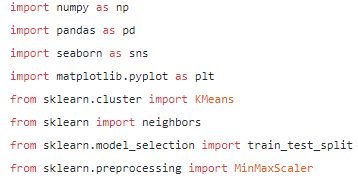 import numpy as np
import pandas as pd
import seaborn as sns
import matplotlib.pyplot as plt
from sklearn.cluster import KMeans
from sklearn import neighbors
from sklearn.model_selection import train_test_split
from sklearn.preprocessing import MinMaxScaler